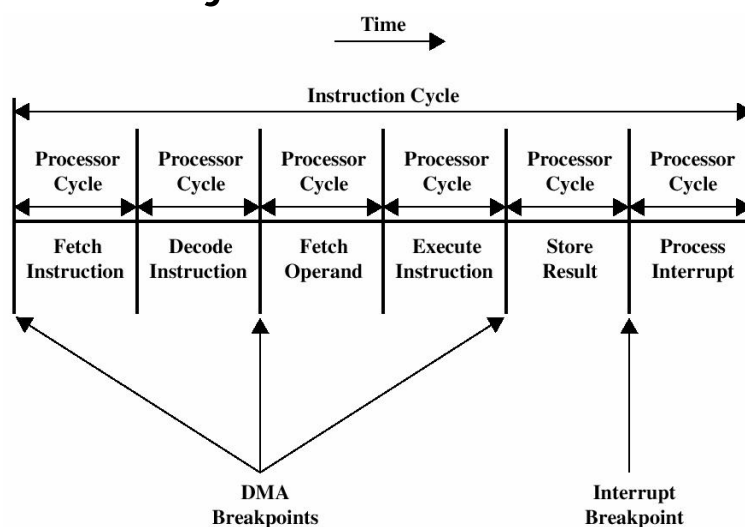 Time
Instruction Cycle
Processor Processor Processor Processor Processor Processor
Cycle Cycle Cycle Cycle Cycle Cycle
Fetch Decode Fetch Execute Store Process
Instruction Instruction Operand Instruction Result Interrupt
DMA Interrupt
Breakpoints Breakpoint